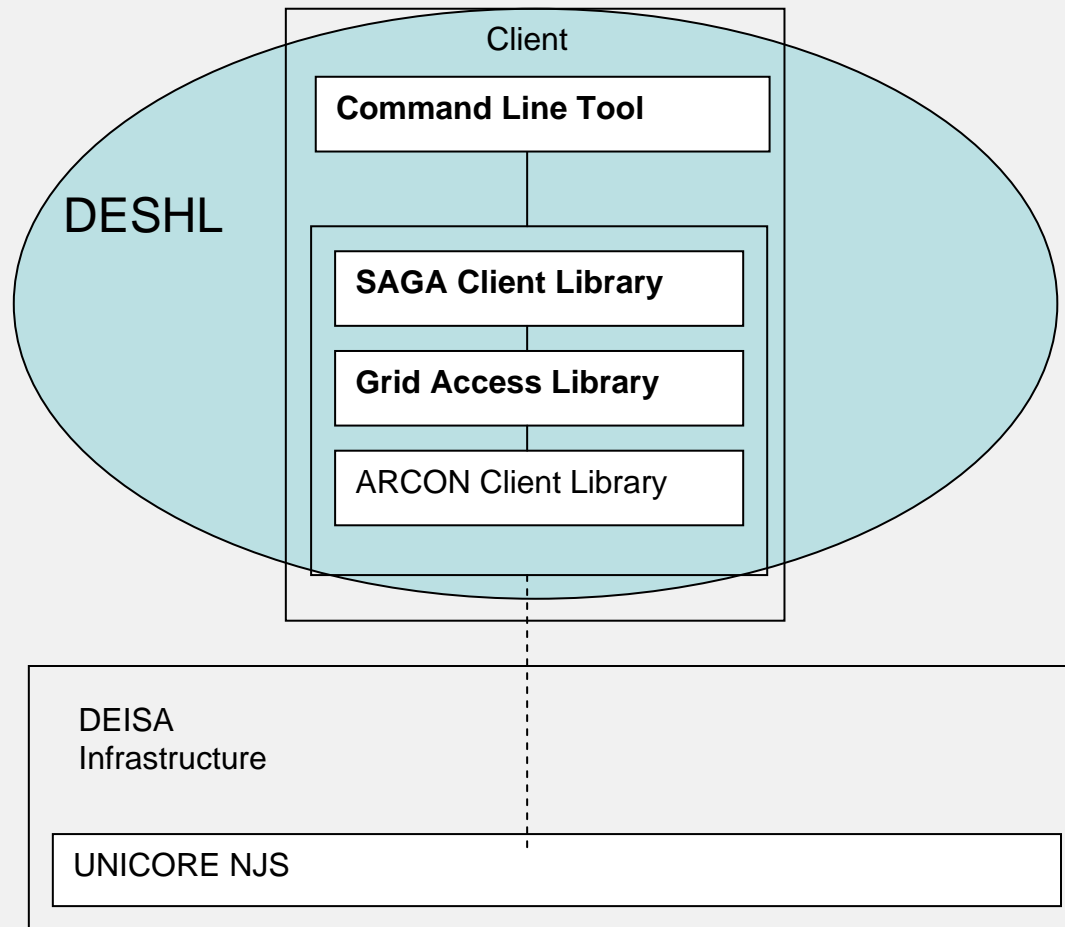 Client
Command Line Tool
DESHL
SAGA Client Library
Grid Access Library
ARCON Client Library
DEISA
Infrastructure
UNICORE NJS